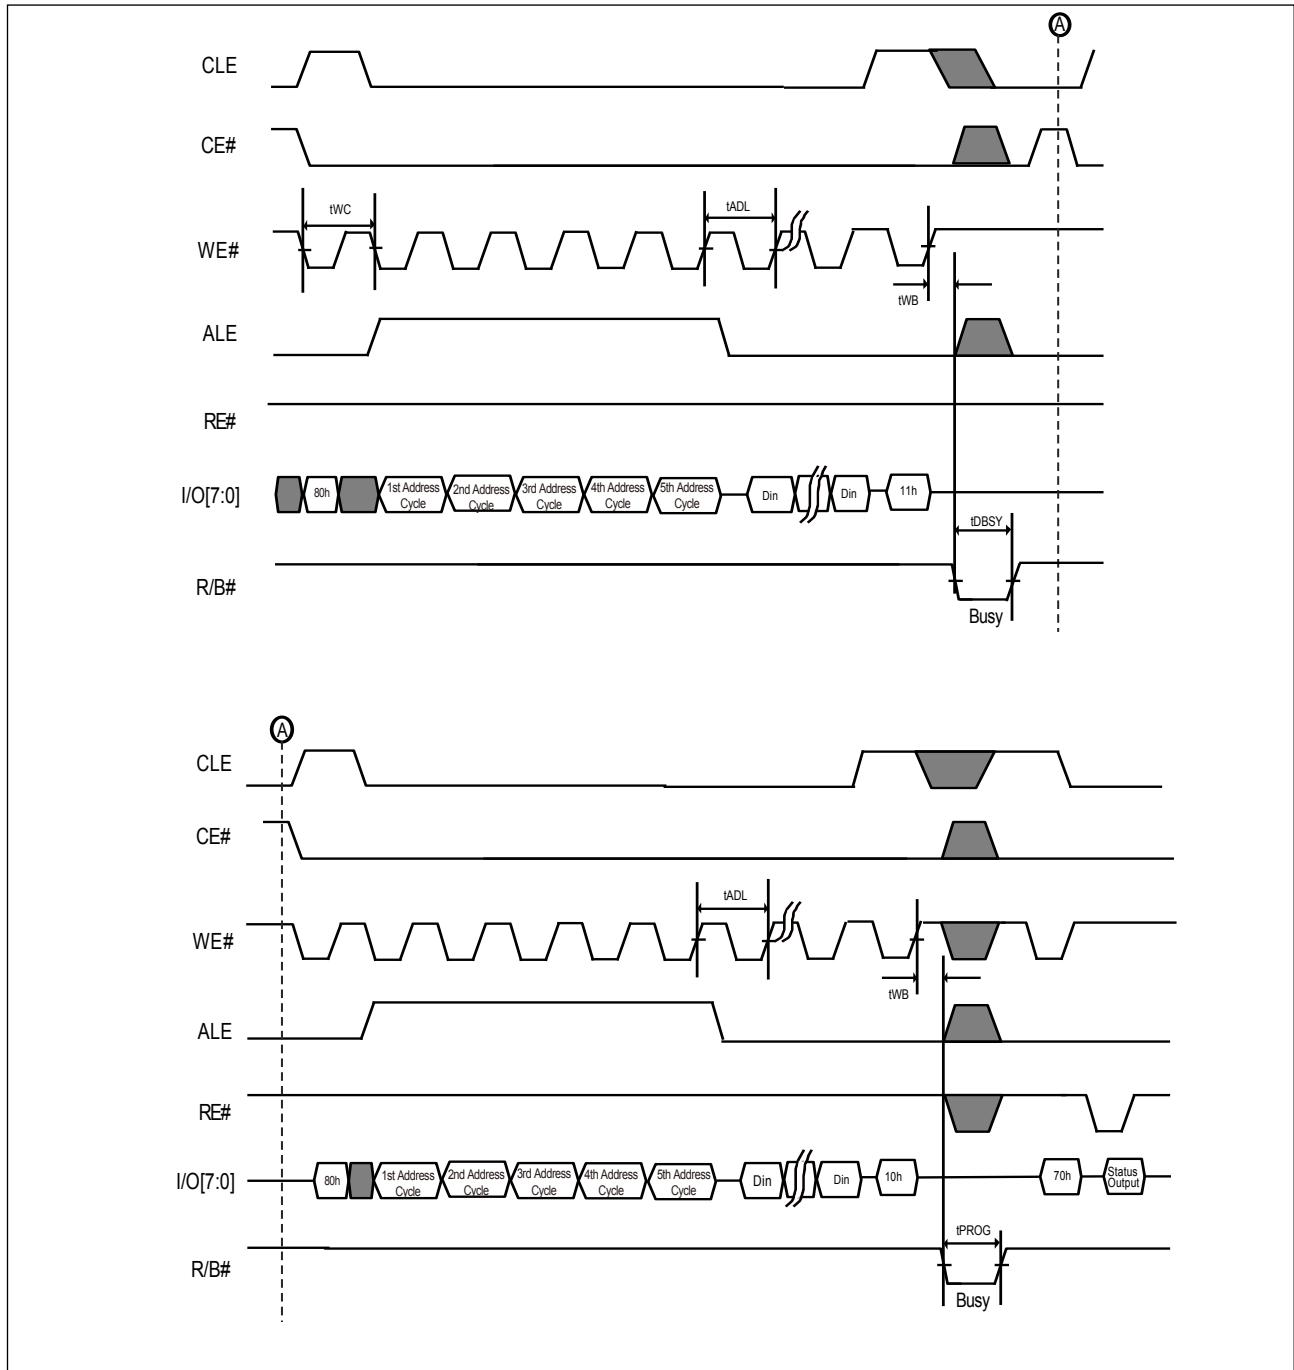 A
CLE
CE#
tWC
tADL
WE#
tWB
ALE
RE#
I/O[7:0]
80h
1st Address
Cycle
2nd Address
Cycle
3rd Address
Cycle
4th Address
Cycle
5th Address
Cycle
Din
Din
11h
tDBSY
R/B#
Busy
A
CLE
CE#
tADL
WE#
tWB
ALE
RE#
I/O[7:0]
80h
1st Address
Cycle
2nd Address
Cycle
3rd Address
Cycle
4th Address
Cycle
5th Address
Cycle
Din
Din
10h
70h
Status
Output
tPROG
R/B#
Busy